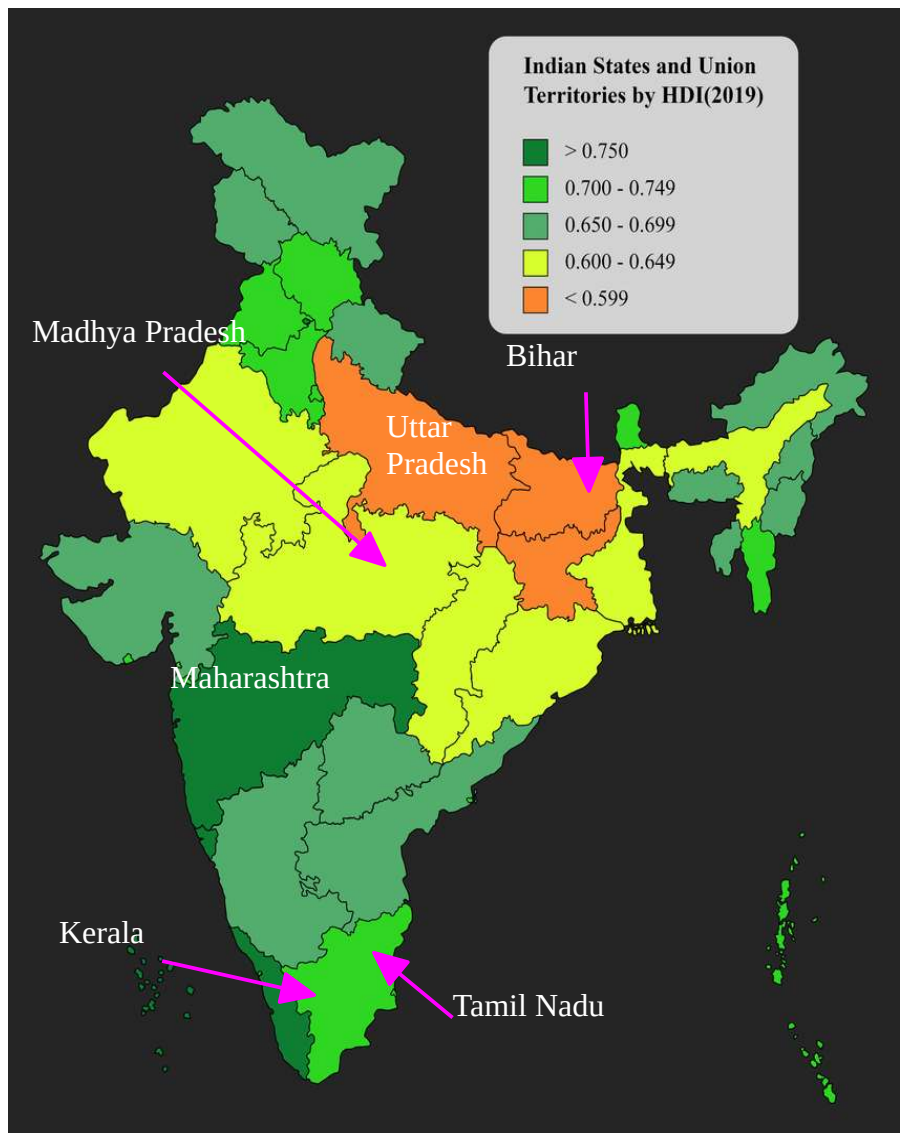 Indian States and Union
Territories by HDI(2019)
> 0.750
0.700 - 0.749
0.650 - 0.699
0.600 - 0.649
< 0.599
Madhya Pradesh
Bihar
Uttar
Pradesh
Maharashtra
Kerala
Tamil Nadu